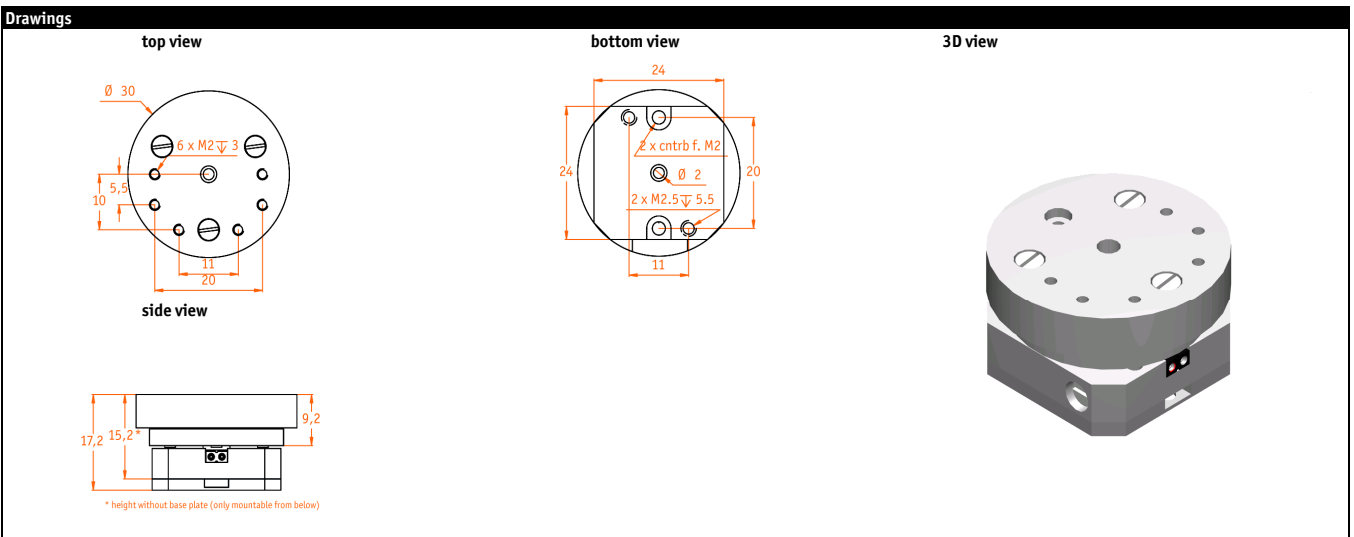 Drawings
top view
bottom view
3D view
Ø 30
6 x M2 ↧ 3
5,5
10
11
20
24
24
2 x cntrb f. M2
20
Ø 2
2 x M2.5 ↧ 5.5
11
side view
17,2
15,2 *
9,2
* height without base plate (only mountable from below)